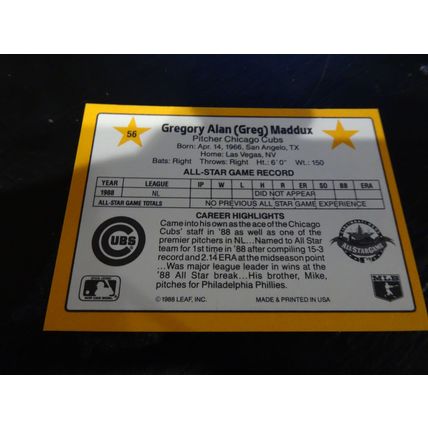 56
Gregory Alan (Greg) Maddux
Pitcher Chicago Cubs
Born: Apr. 14, 1966, San Angelo, TX
Home: Las Vegas, NV
Bats: Right Throws: Right Ht.: 6'0" Wt.: 150
ALL-STAR GAME RECORD
YEAR LEAGUE IP W L H R ER SO BB ERA
1988 NL DID NOT APPEAR
ALL-STAR GAME TOTALS NO PREVIOUS ALL STAR GAME EXPERIENCE
CAREER HIGHLIGHTS
Came into his own as the ace of the Chicago
Cubs' staff in '88 as well as one of the
premier pitchers in NL...Named to All Star
team for 1st time in '88 after compiling 15-3
record and 2.14 ERA at the midseason point
...Was major league leader in wins at the
'88 All Star break...His brother, Mike,
pitches for Philadelphia Phillies.
CUBS
ALL-STAR GAME
© 1988 LEAF, INC. MADE & PRINTED IN USA